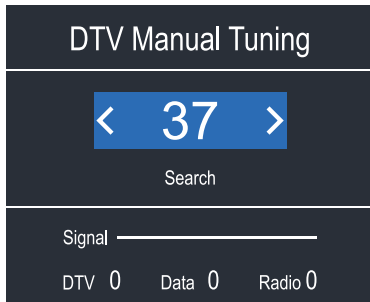 DTV Manual Tuning
< 37 >
Search
Signal
DTV 0 Data 0 Radio 0